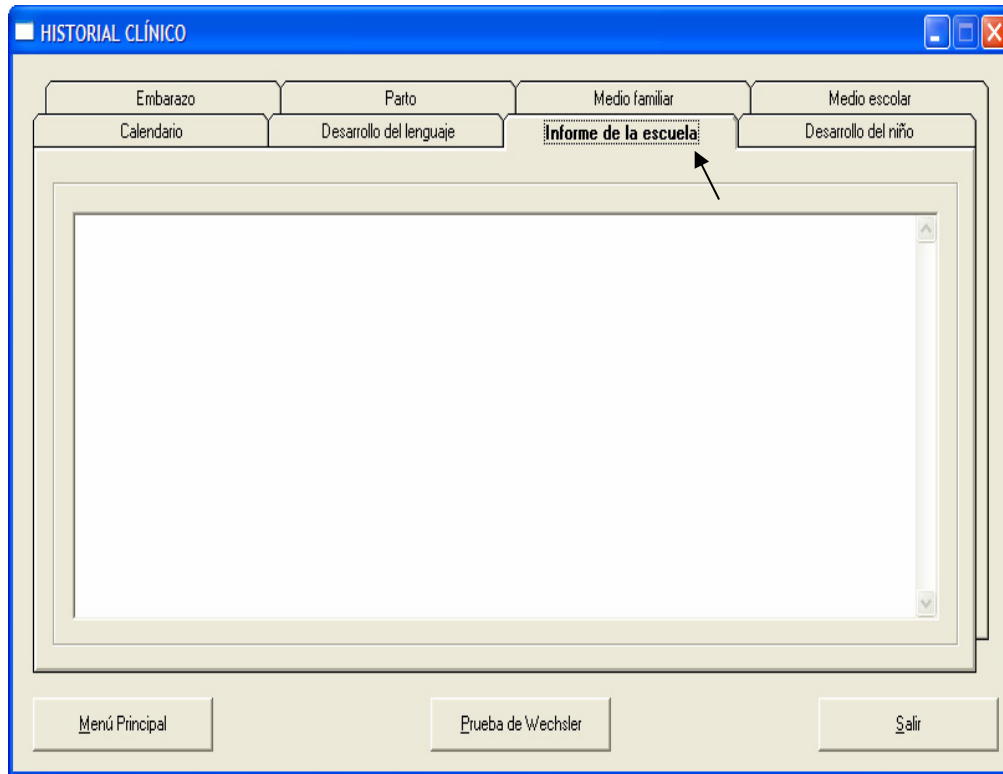 HISTORIAL CLÍNICO
Embarazo
Parto
Medio familiar
Medio escolar
Calendario
Desarrollo del lenguaje
Informe de la escuela
Desarrollo del niño
Menú Principal
Prueba de Wechsler
Salir